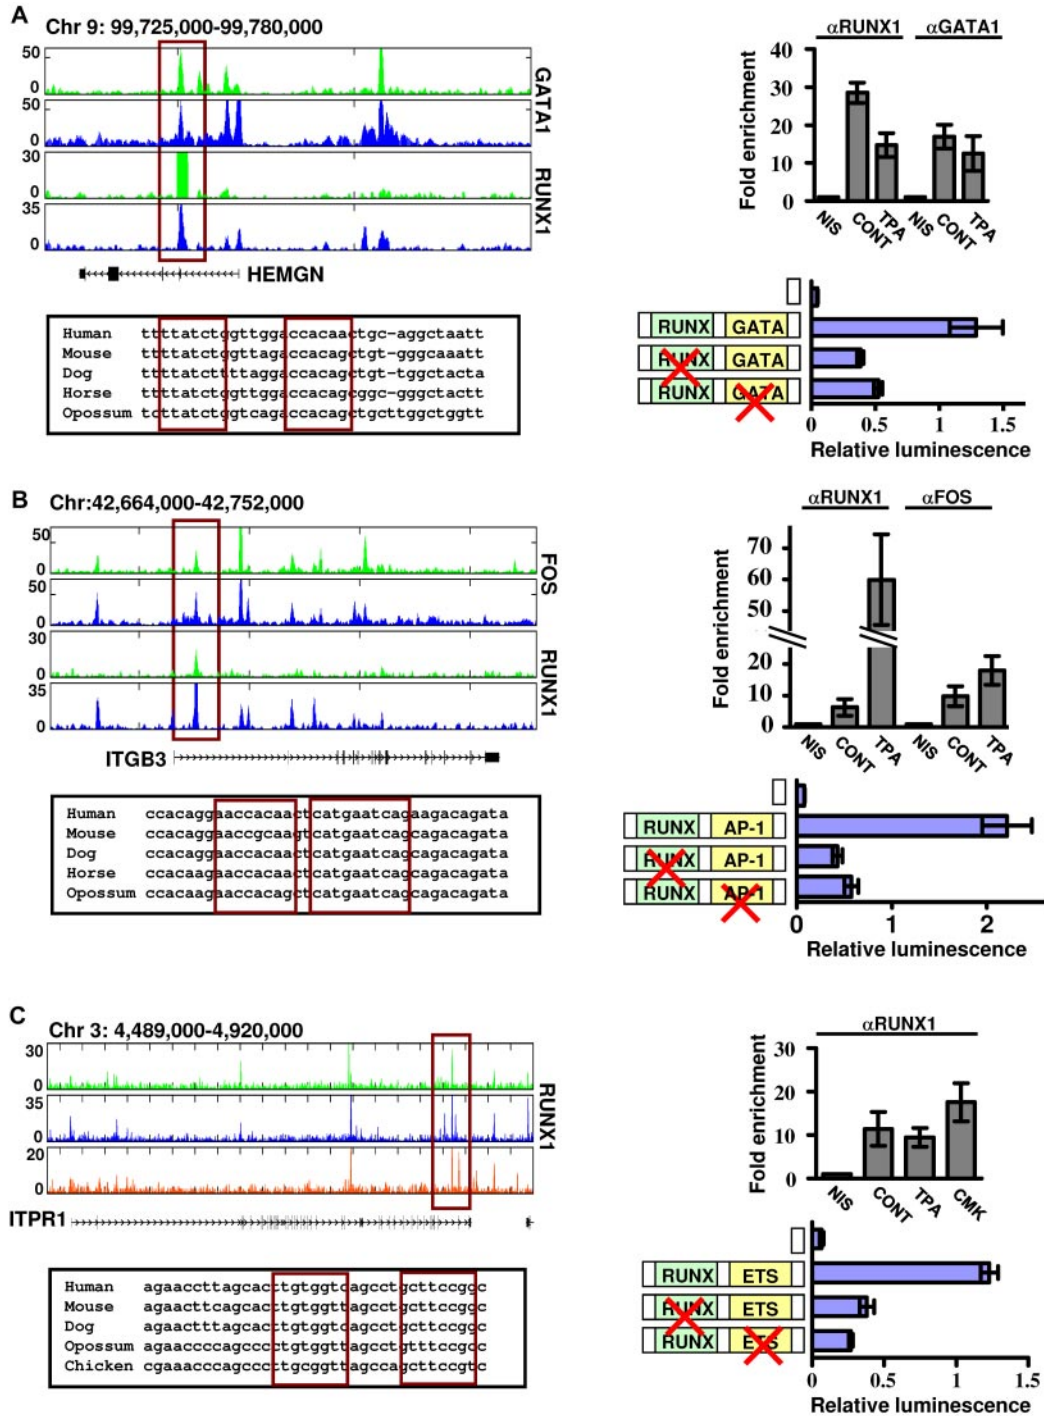 A
Chr 9: 99,725,000-99,780,000
50
0
GATA1
50
0
30
0
RUNX1
35
0
HEMGN
Human ttttatctggttggaccacaactgc-aggctaatt
Mouse ttttatctggttagaccacagctgt-gggcaaatt
Dog ttttatcttttaggaccacagctgt-tggctacta
Horse ttttatctggttggaccacagcggc-gggctactt
Opossum tcttatctggtcagaccacagctgcttggctggtt
αRUNX1 αGATA1
Fold enrichment
40
30
20
10
0
NIS CONT TPA NIS CONT TPA
RUNX GATA
RUNX GATA
RUNX GATA
0 0.5 1 1.5
Relative luminescence
B
Chr:42,664,000-42,752,000
50
0
FOS
50
0
30
0
RUNX1
35
0
ITGB3
Human ccacaggaaccacaactcatgaatcagaagacagata
Mouse ccacaggaaccgcaagtcatgaatcagcagacagata
Dog ccacaggaaccacaactcatgaatcagcagacagata
Horse ccacaagaaccacaactcatgaatcagcagacagata
Opossum ccacaagaaccacagctcatgaatcagcagacagata
αRUNX1 αFOS
Fold enrichment
70
60
50
20
10
0
NIS CONT TPA NIS CONT TPA
RUNX AP-1
RUNX AP-1
RUNX AP-1
0 1 2
Relative luminescence
C
Chr 3: 4,489,000-4,920,000
30
0
RUNX1
35
0
20
0
ITPR1
Human agaaccttagcacttgtggtcagcctgcttccggc
Mouse agaacttcagcacttgtggttagcctgcttccggc
Dog agaactttagcacttgtggtcagcctgcttccggc
Opossum agaaccccagccccttgtggttagcctgtttccgcc
Chicken cgaaacccagcccttgcggttagccagcttccgtc
αRUNX1
Fold enrichment
30
20
10
0
NIS CONT TPA CMK
RUNX ETS
RUNX ETS
RUNX ETS
0 0.5 1 1.5
Relative luminescence